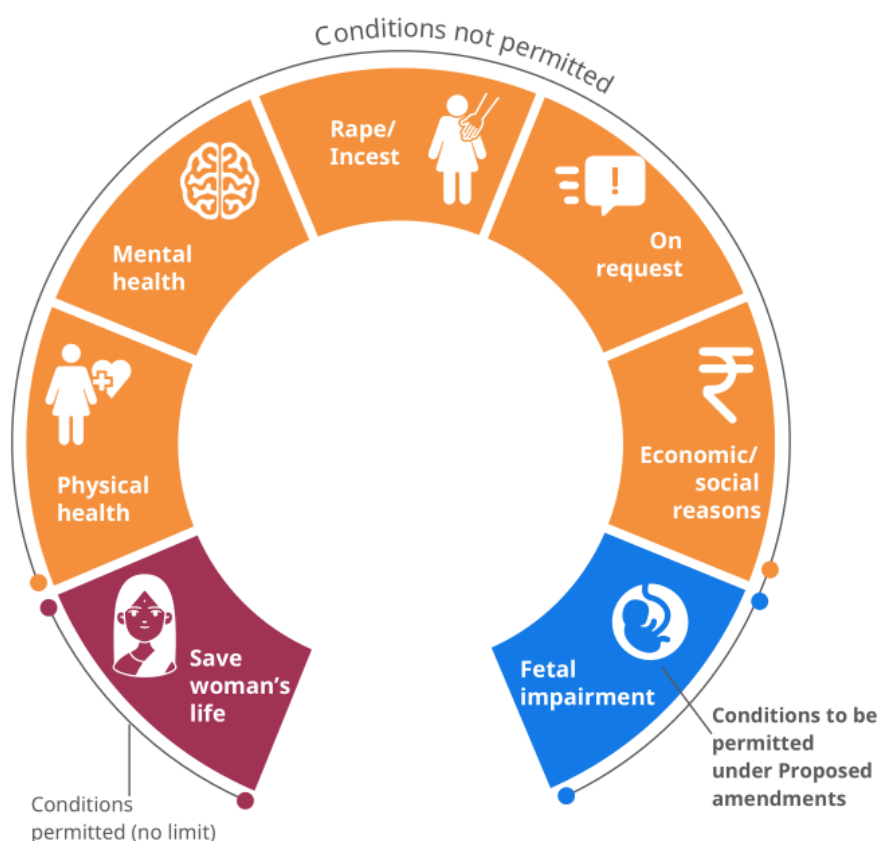 Conditions not permitted
Rape/
Incest
!
On
request
Mental
health
₹
Economic/
social
reasons
Physical
health
Save
woman's
life
Fetal
impairment
Conditions to be
permitted
under Proposed
amendments
Conditions
permitted (no limit)